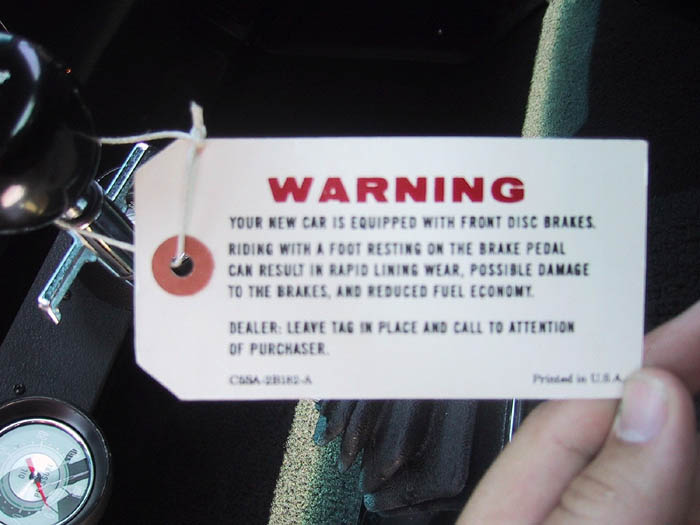 WARNING
YOUR NEW CAR IS EQUIPPED WITH FRONT DISC BRAKES.
RIDING WITH A FOOT RESTING ON THE BRAKE PEDAL
CAN RESULT IN RAPID LINING WEAR, POSSIBLE DAMAGE
TO THE BRAKES, AND REDUCED FUEL ECONOMY.
DEALER: LEAVE TAG IN PLACE AND CALL TO ATTENTION
OF PURCHASER.
Printed in U.S.A.
OIL
PRESSURE